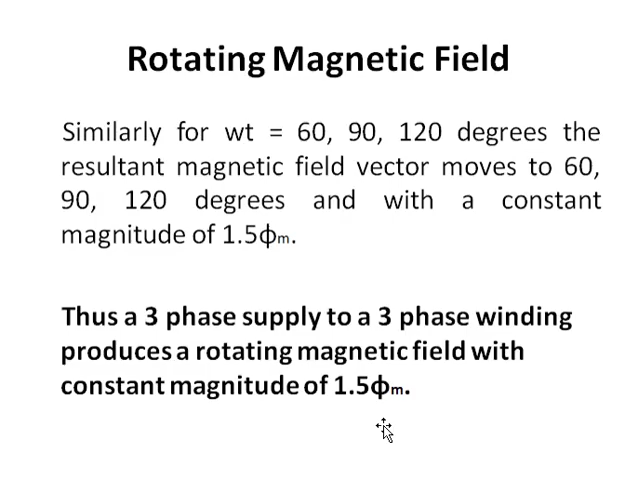 Rotating Magnetic Field
Similarly for wt = 60, 90, 120 degrees the
resultant magnetic field vector moves to 60,
90, 120 degrees and with a constant
magnitude of 1.5ϕm.
Thus a 3 phase supply to a 3 phase winding
produces a rotating magnetic field with
constant magnitude of 1.5ϕm.